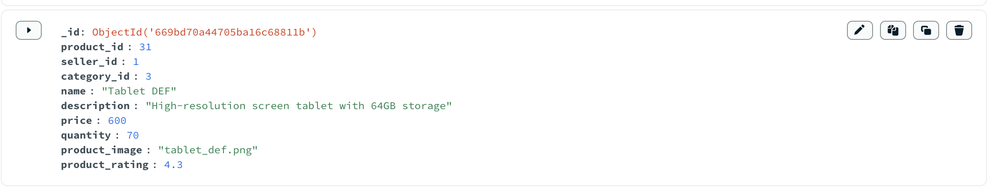 _id: ObjectId('669bd70a44705ba16c68811b')
product_id : 31
seller_id : 1
category_id : 3
name : "Tablet DEF"
description : "High-resolution screen tablet with 64GB storage"
price : 600
quantity : 70
product_image : "tablet_def.png"
product_rating : 4.3